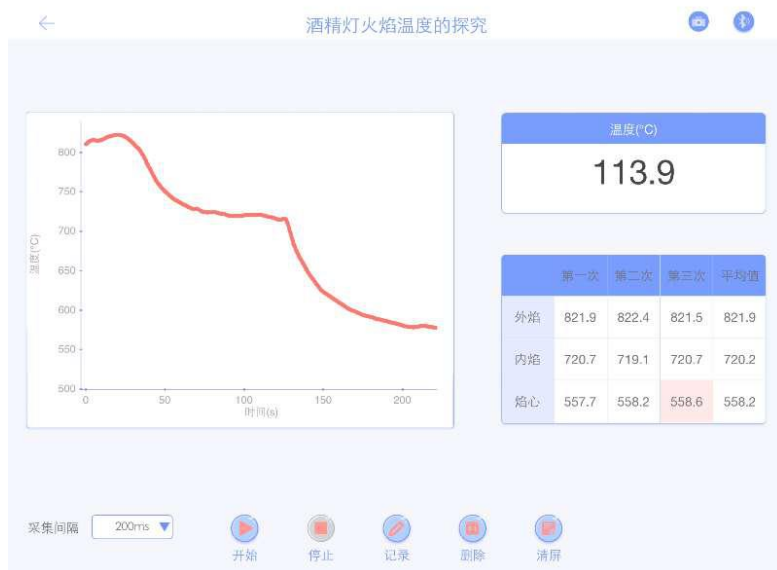 酒精灯火焰温度的探究
温度(°C)
113.9
800
750
700
650
600
550
500
温度(°C)
0 50 100 150 200
时间(s)
第一次 第二次 第三次 平均值
外焰 821.9 822.4 821.5 821.9
内焰 720.7 719.1 720.7 720.2
焰心 557.7 558.2 558.6 558.2
采集间隔 200ms
开始 停止 记录 删除 清屏